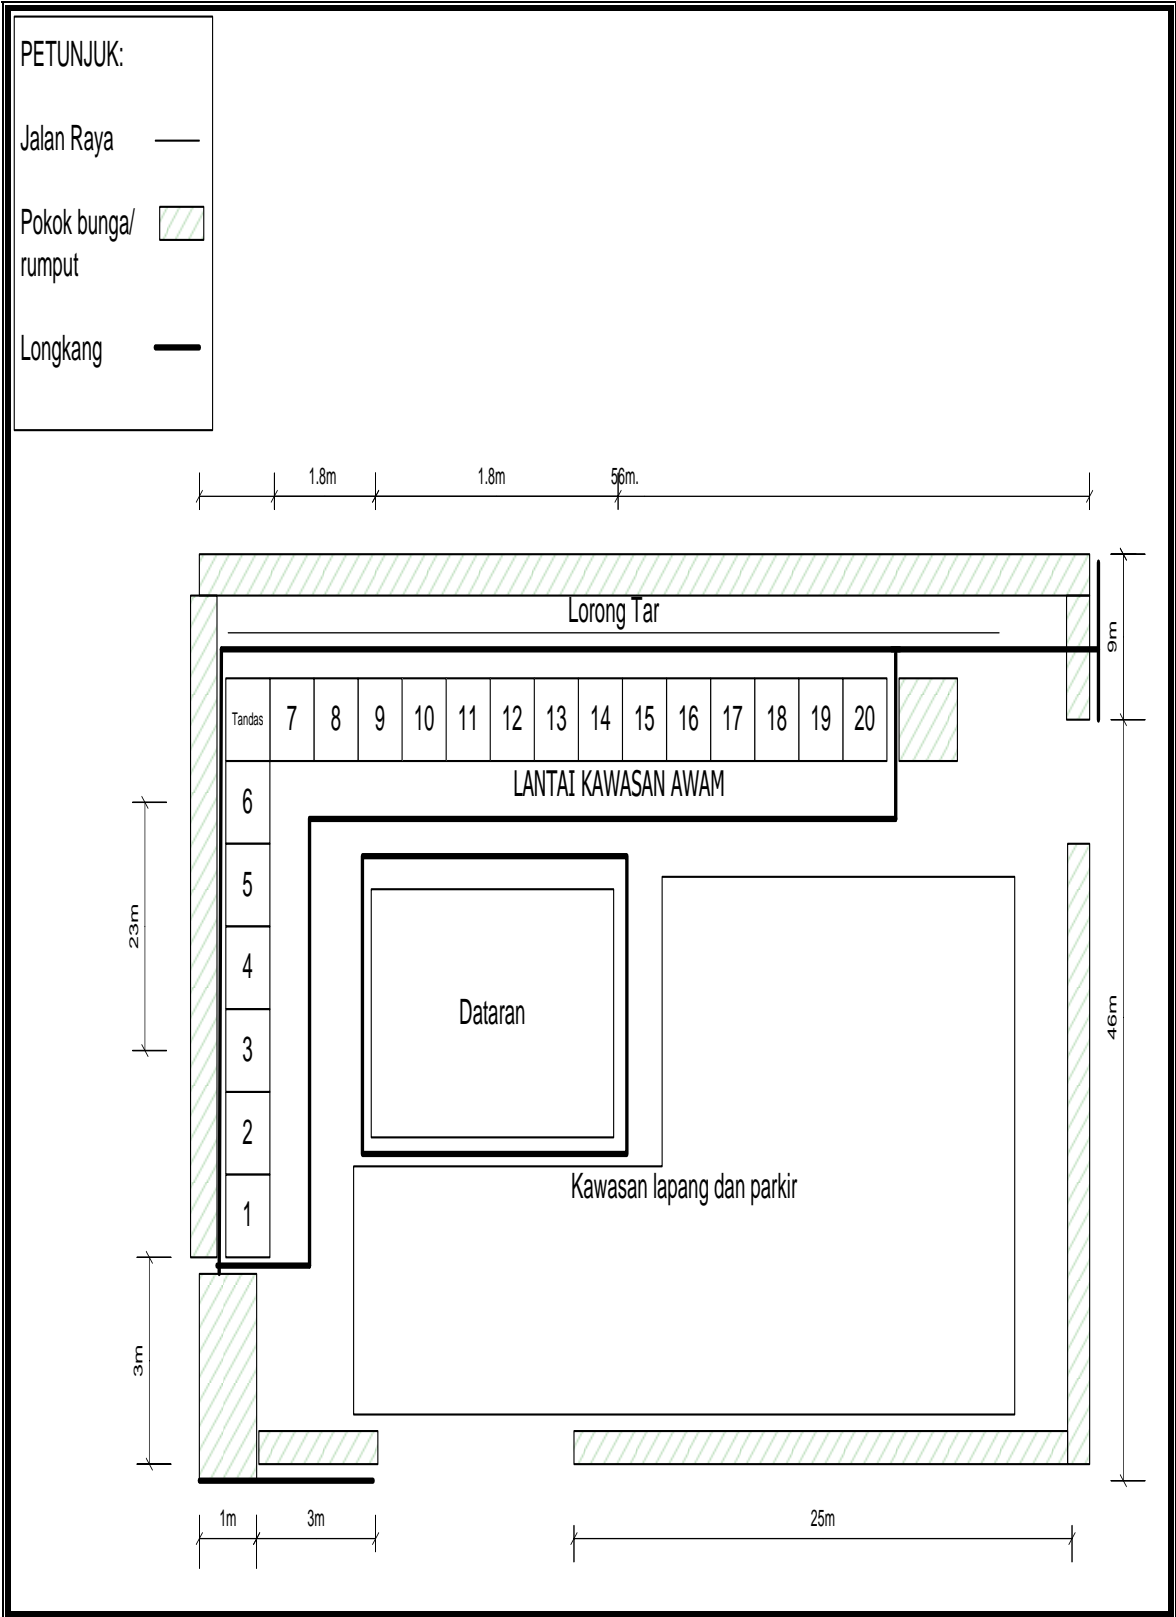 PETUNJUK:
Jalan Raya
Pokok bunga/
rumput
Longkang
1.8m 1.8m 56m.
Lorong Tar
9m
Tandas 7 8 9 10 11 12 13 14 15 16 17 18 19 20
LANTAI KAWASAN AWAM
6
5
23m
4
Dataran
46m
3
2
Kawasan lapang dan parkir
1
3m
1m 3m 25m